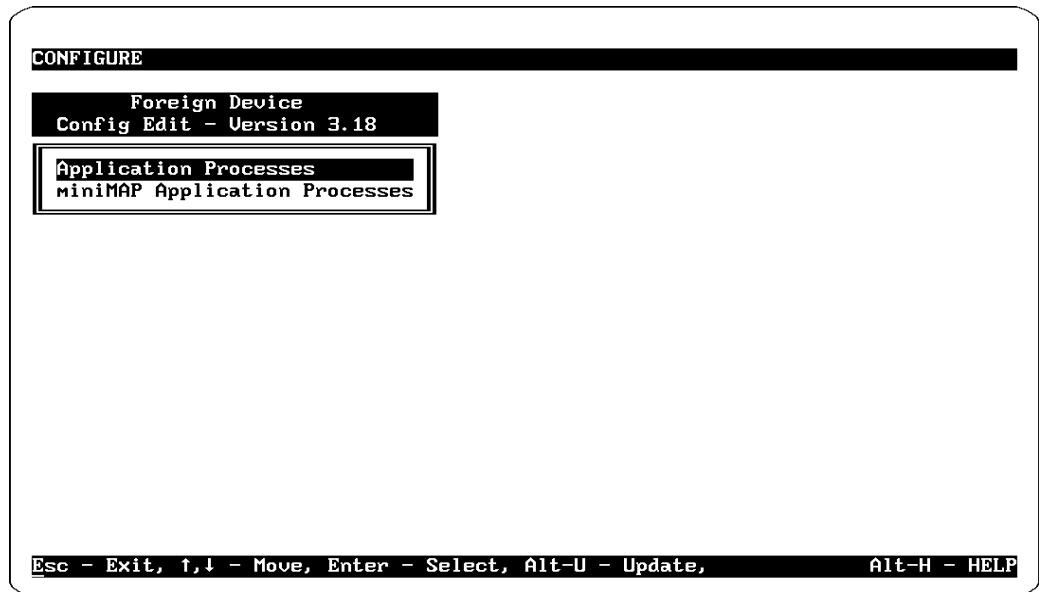 CONFIGURE
Foreign Device
Config Edit - Version 3.18
Application Processes
MiniMAP Application Processes
Esc - Exit, ↑,↓ - Move, Enter - Select, Alt-U - Update, Alt-H - HELP